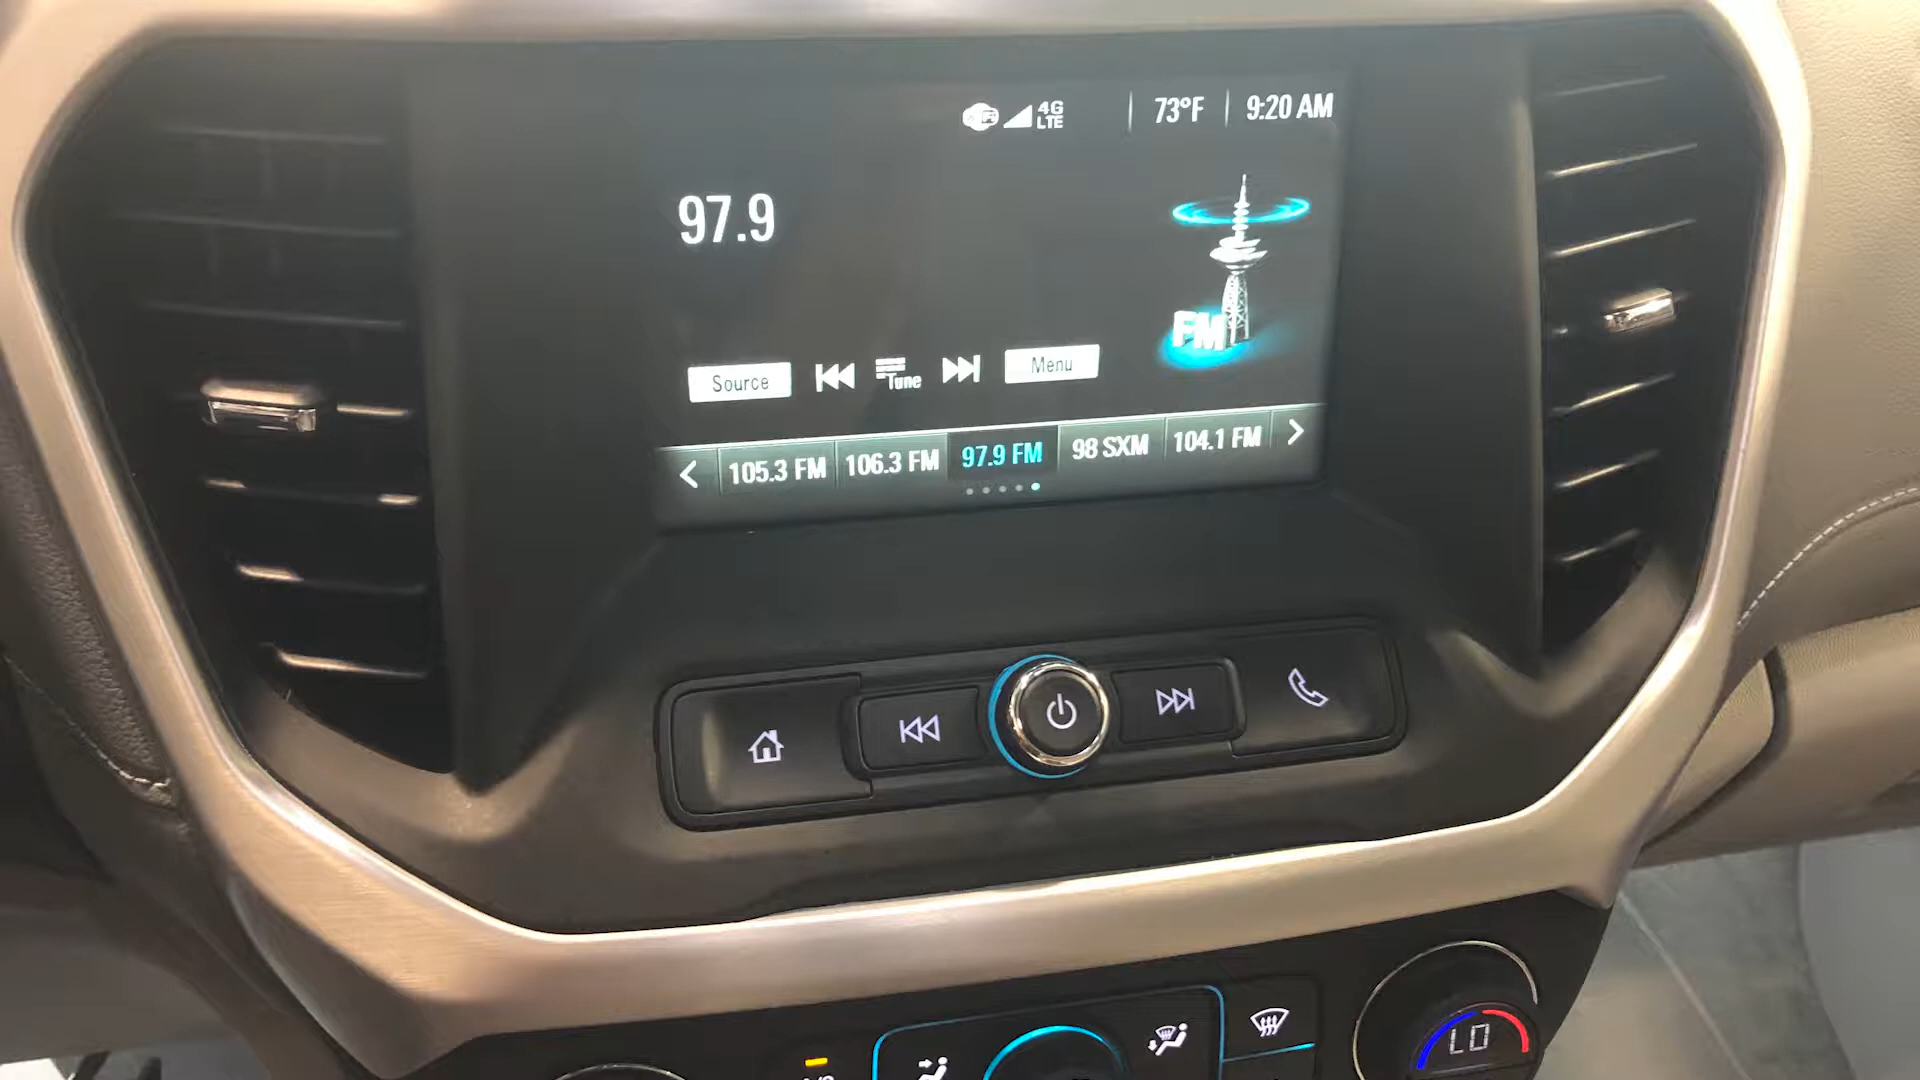 WiFi 4G LTE 73°F 9:20 AM
97.9
FM
Source Tune Menu
105.3 FM 106.3 FM 97.9 FM 98 SXM 104.1 FM
LO